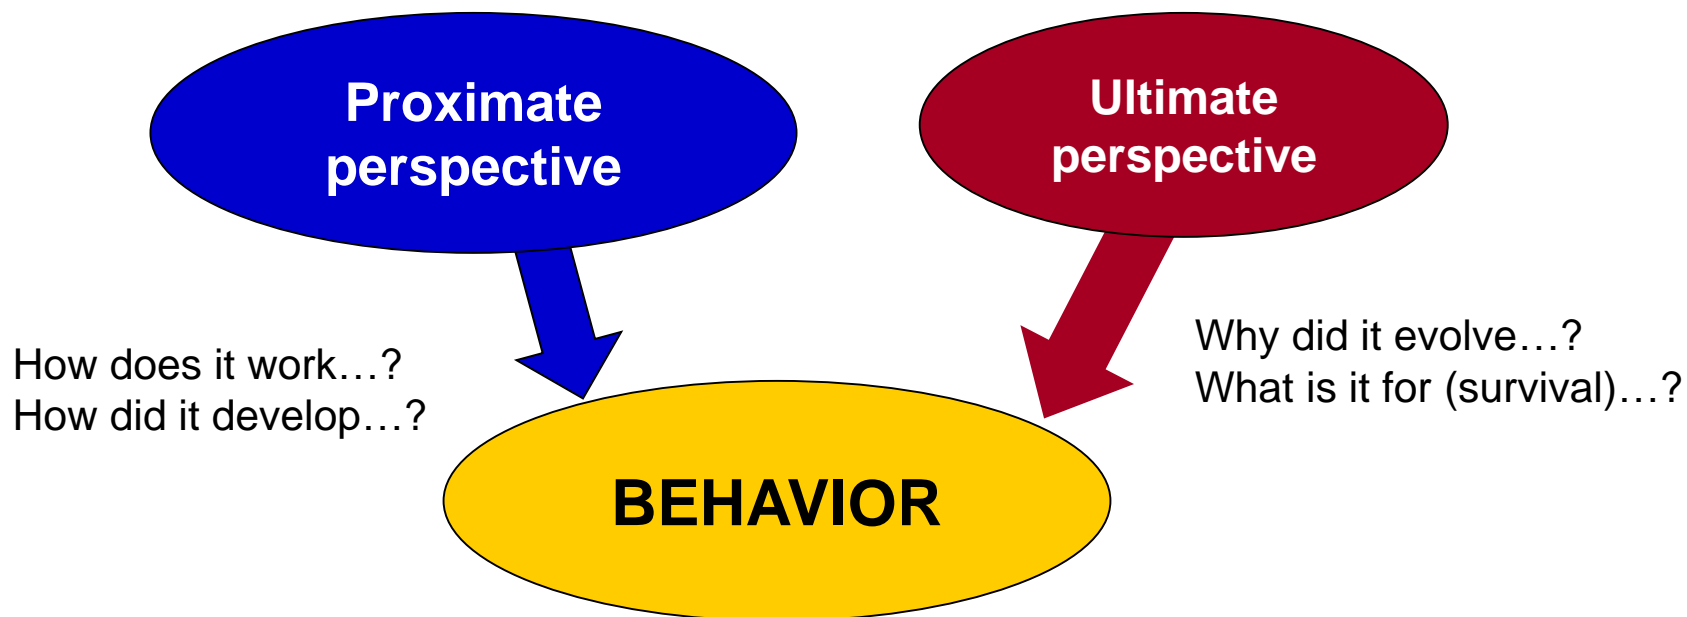 Proximate
perspective
Ultimate
perspective
How does it work…?
How did it develop…?
Why did it evolve…?
What is it for (survival)…?
BEHAVIOR